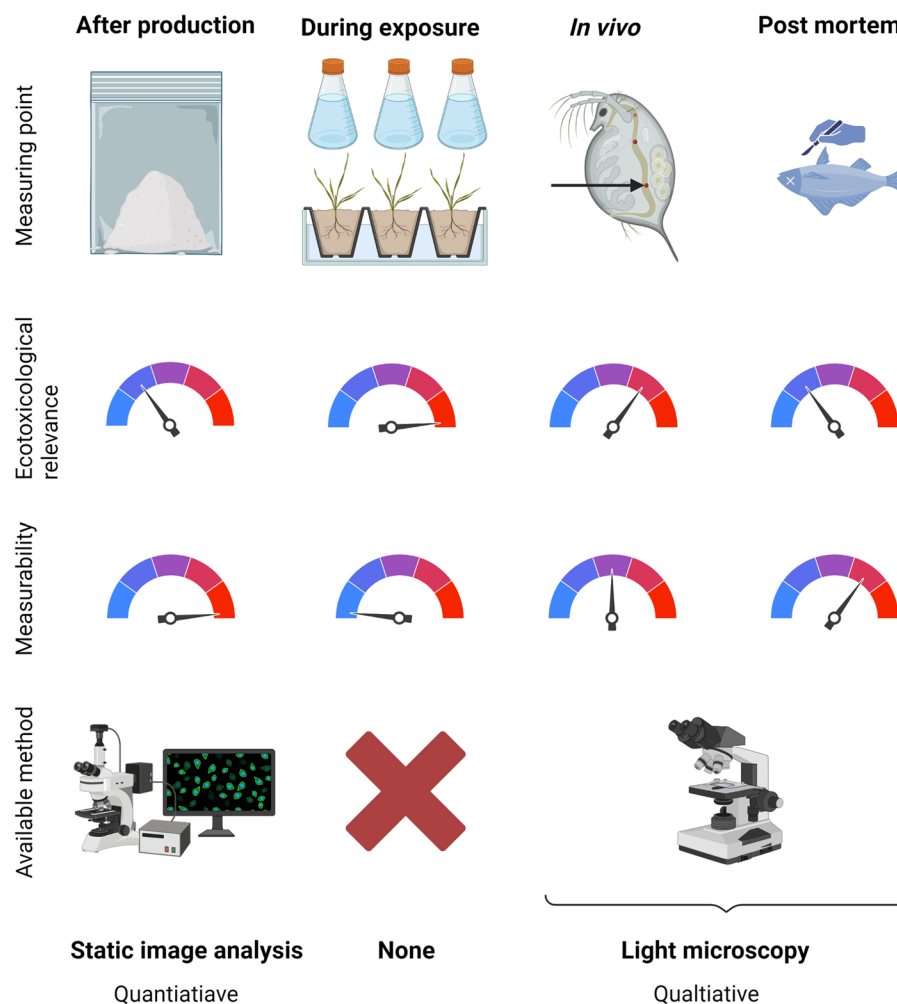 After production
During exposure
In vivo
Post mortem
Measuring point
Ecotoxicological
relevance
Measurability
Available method
Static image analysis
None
Light microscopy
Quantiatiave
Qualtiative